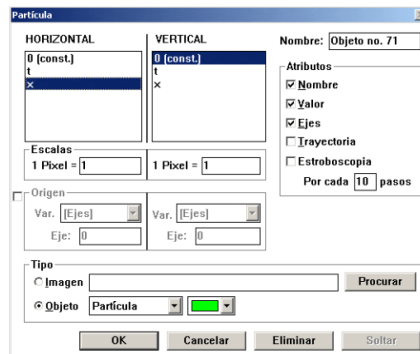 Partícula
HORIZONTAL
0 (const.)
t
x
VERTICAL
0 (const.)
t
x
Nombre: Objeto no. 71
Atributos
Nombre
Valor
Ejes
Trayectoria
Estroboscopia
Por cada 10 pasos
Escalas
1 Pixel = 1
1 Pixel = 1
Origen
Var. [Ejes]
Var. [Ejes]
Eje: 0
Eje: 0
Tipo
Imagen
Procurar
Objeto Partícula
OK Cancelar Eliminar Soltar